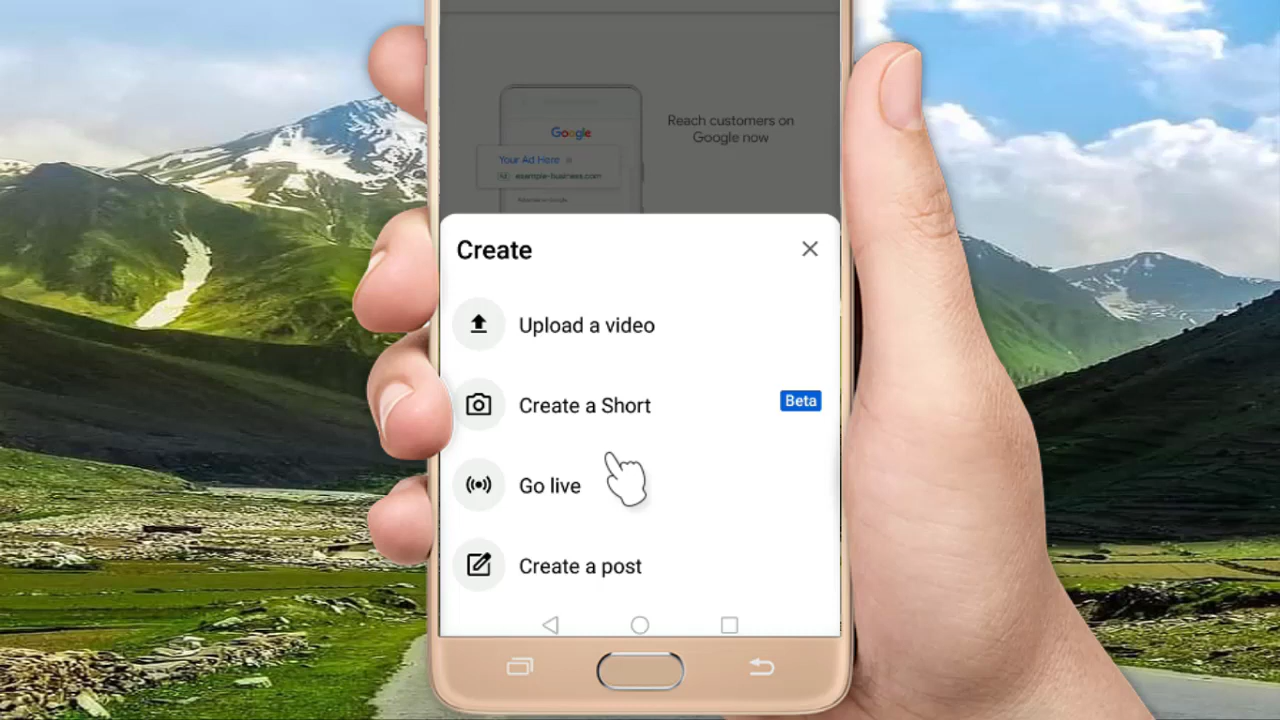 Google
Reach customers on
Google now
Your Ad Here
Ad example-business.com
Create
Upload a video
Create a Short
Beta
Go live
Create a post